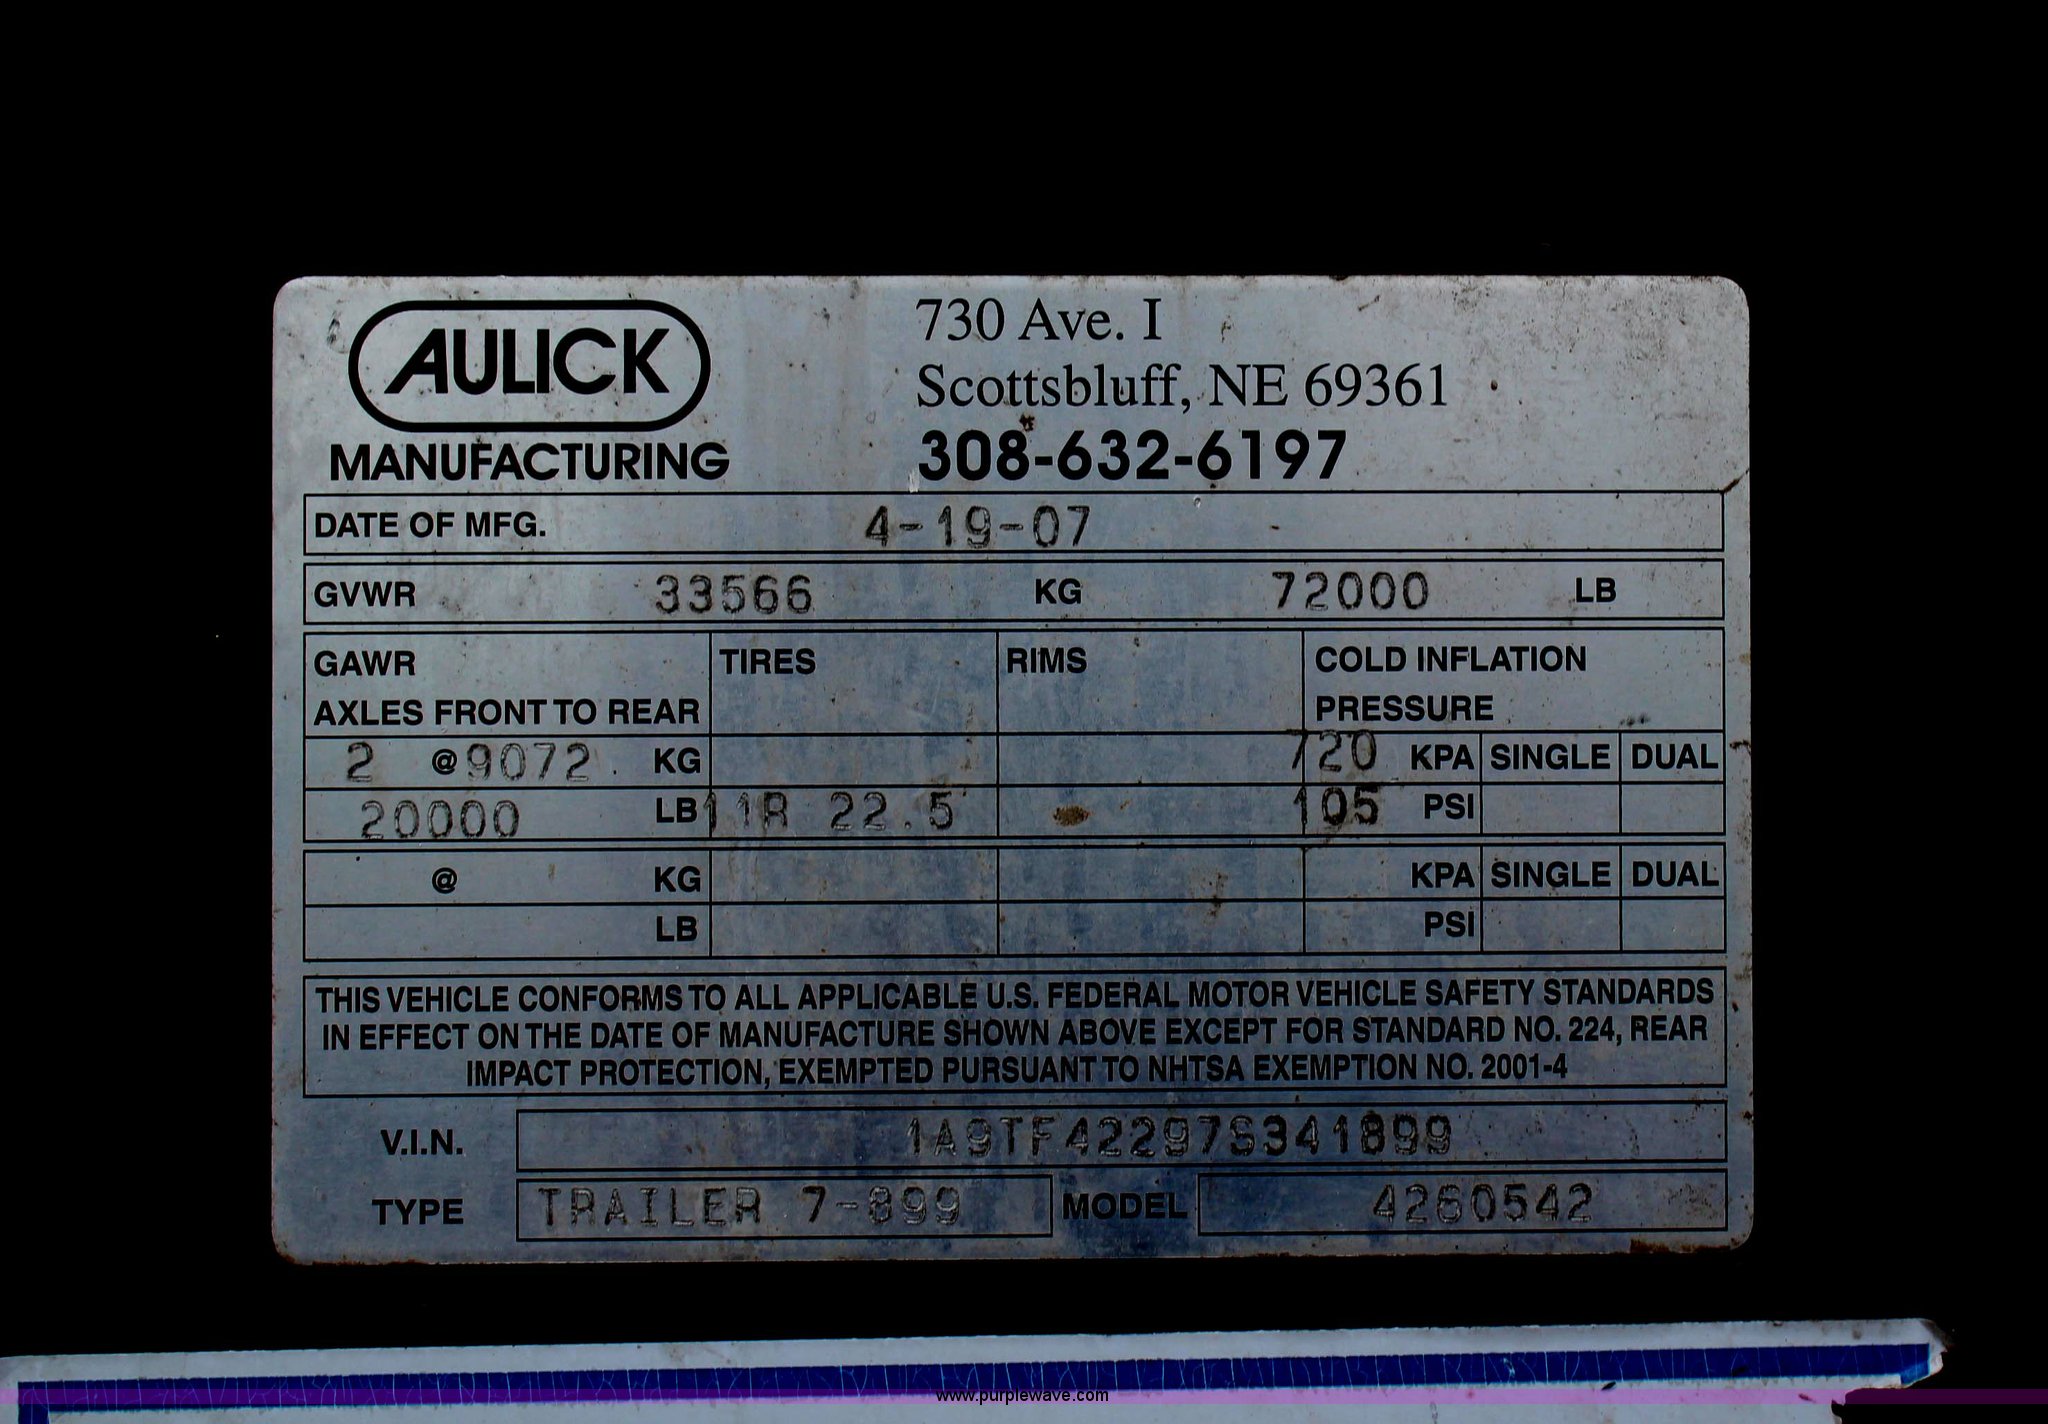 AULICK
MANUFACTURING
730 Ave. I
Scottsbluff, NE 69361
308-632-6197
DATE OF MFG. 4-19-07
GVWR 33566 KG 72000 LB
GAWR
AXLES FRONT TO REAR
TIRES
RIMS
COLD INFLATION
PRESSURE
2 @ 9072 KG 720 KPA SINGLE DUAL
20000 LB 11R 22.5 105 PSI
@ KG KPA SINGLE DUAL
LB PSI
THIS VEHICLE CONFORMS TO ALL APPLICABLE U.S. FEDERAL MOTOR VEHICLE SAFETY STANDARDS
IN EFFECT ON THE DATE OF MANUFACTURE SHOWN ABOVE EXCEPT FOR STANDARD NO. 224, REAR
IMPACT PROTECTION, EXEMPTED PURSUANT TO NHTSA EXEMPTION NO. 2001-4
V.I.N. 1A9TF42297S341899
TYPE TRAILER 7-899 MODEL 4260542
www.purplewave.com